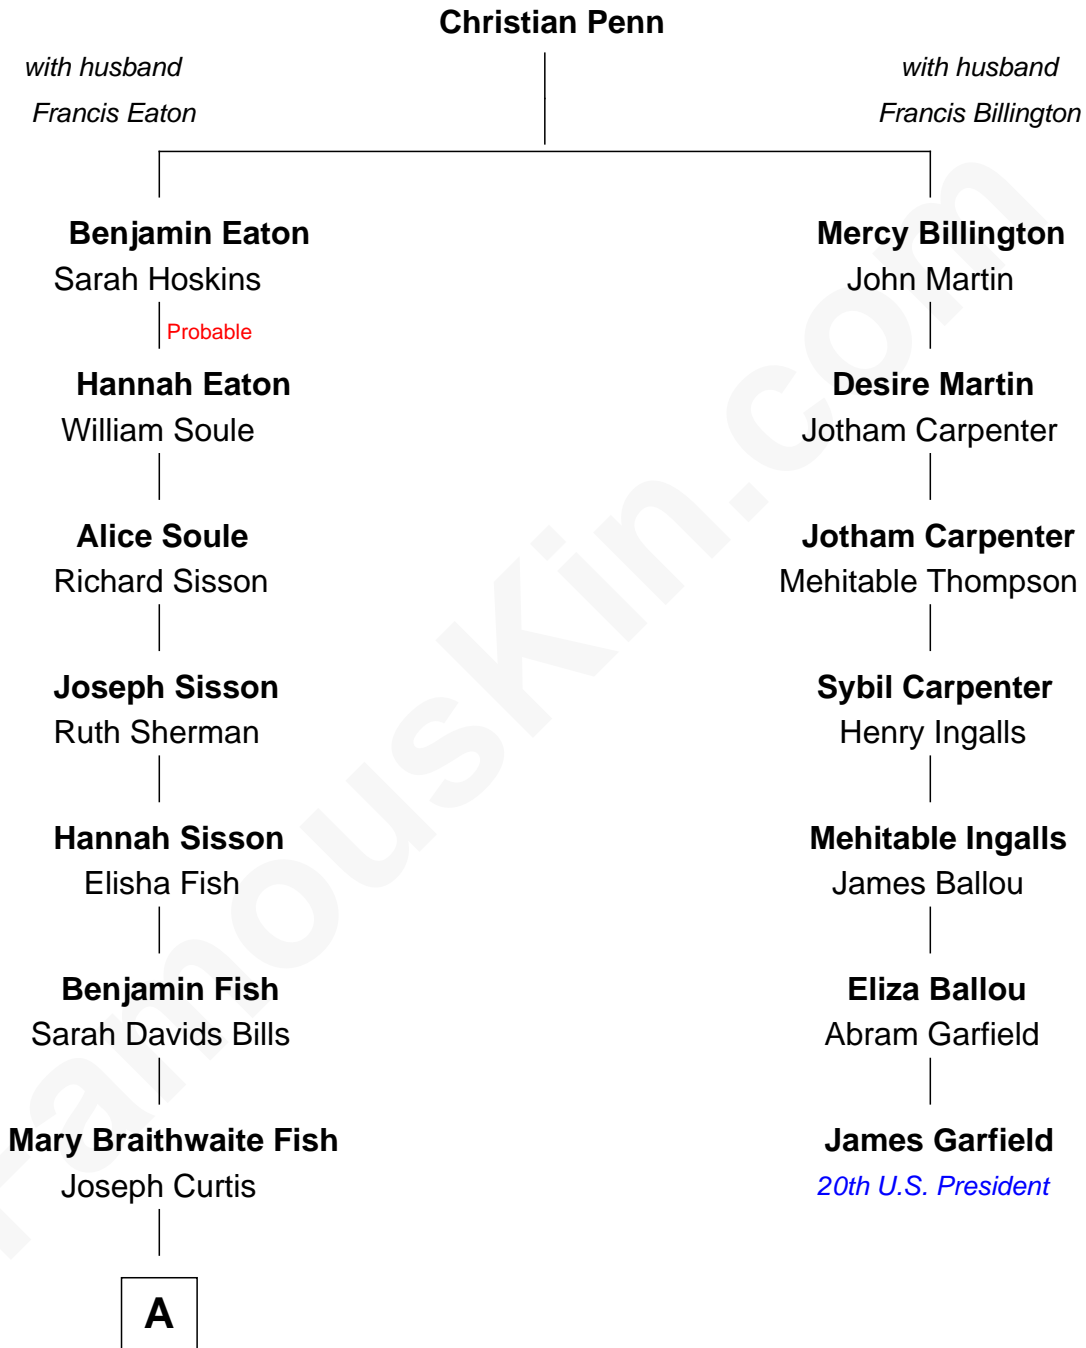 Christian Penn
with husband
Francis Eaton
with husband
Francis Billington
Benjamin Eaton
Sarah Hoskins
Probable
Hannah Eaton
William Soule
Alice Soule
Richard Sisson
Joseph Sisson
Ruth Sherman
Hannah Sisson
Elisha Fish
Benjamin Fish
Sarah Davids Bills
Mary Braithwaite Fish
Joseph Curtis
A
Mercy Billington
John Martin
Desire Martin
Jotham Carpenter
Jotham Carpenter
Mehitable Thompson
Sybil Carpenter
Henry Ingalls
Mehitable Ingalls
James Ballou
Eliza Ballou
Abram Garfield
James Garfield
20th U.S. President
FamousKin.com